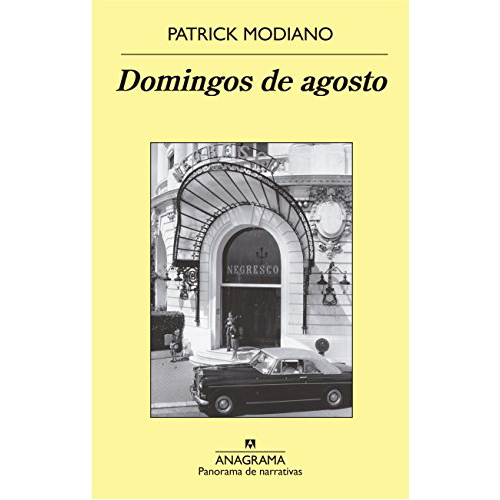 PATRICK MODIANO
Domingos de agosto
NEGRESCO
ANAGRAMA
Panorama de narrativas